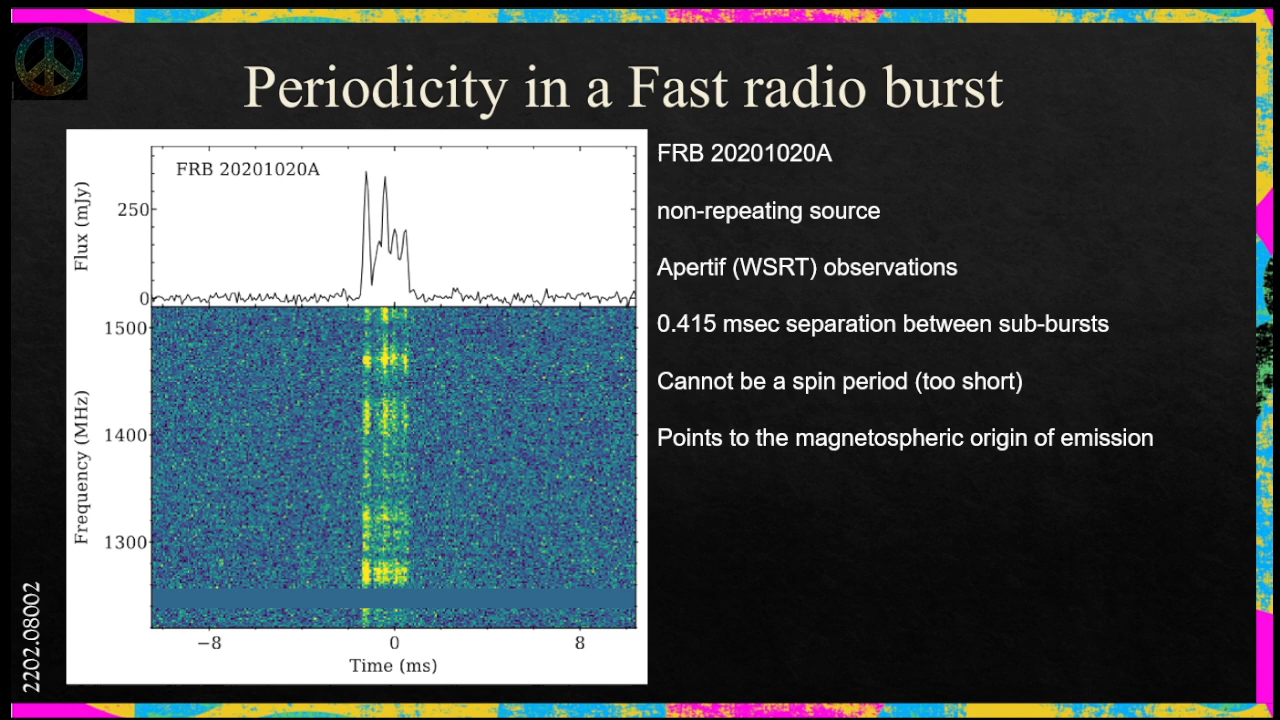 Periodicity in a Fast radio burst
FRB 20201020A
Flux (mJy)
250
0
1500
1400
1300
Frequency (MHz)
−8
0
8
Time (ms)
FRB 20201020A
non-repeating source
Apertif (WSRT) observations
0.415 msec separation between sub-bursts
Cannot be a spin period (too short)
Points to the magnetospheric origin of emission
2202.08002